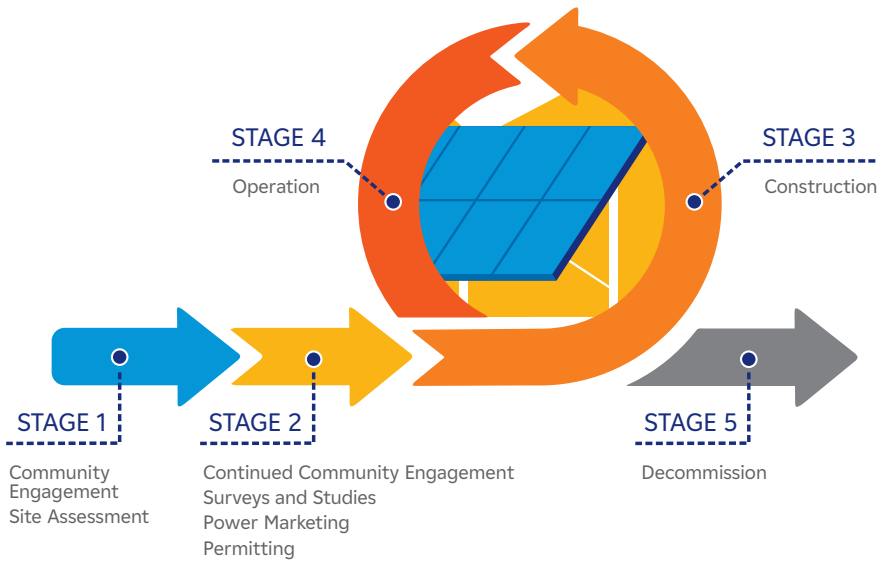 STAGE 4
Operation
STAGE 3
Construction
STAGE 1
Community
Engagement
Site Assessment
STAGE 2
Continued Community Engagement
Surveys and Studies
Power Marketing
Permitting
STAGE 5
Decommission